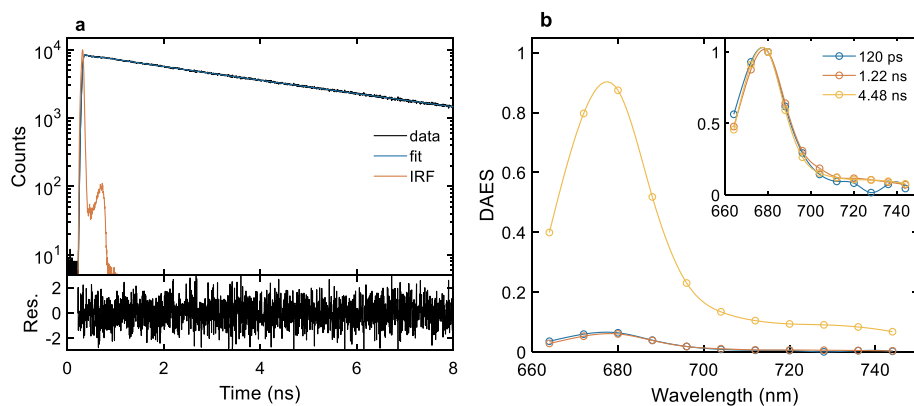 a
10⁴
10³
10²
10¹
Counts
data
fit
IRF
2
0
-2
Res.
0 2 4 6 8
Time (ns)
b
1
0.8
0.6
0.4
0.2
0
DAES
660 680 700 720 740
Wavelength (nm)
1
0.5
0
660 680 700 720 740
120 ps
1.22 ns
4.48 ns